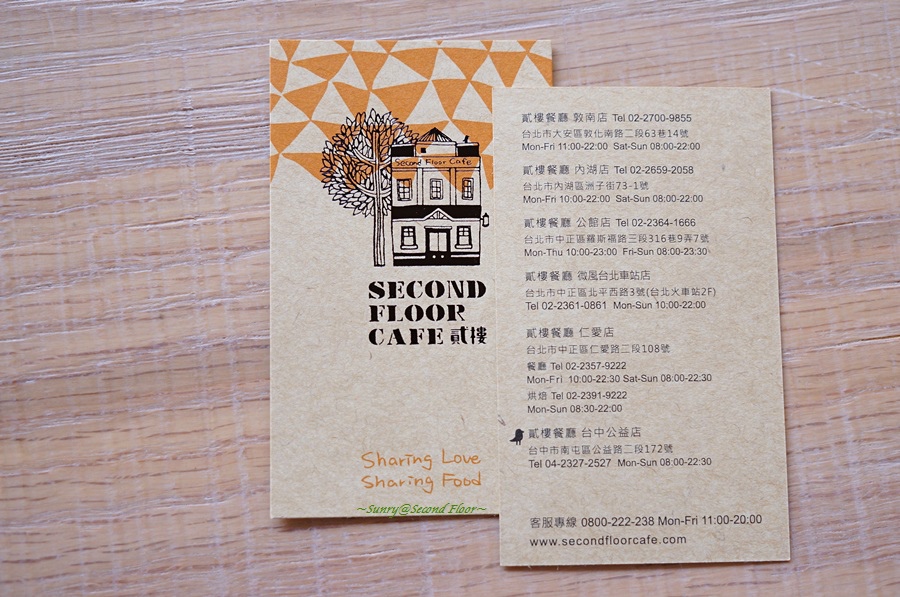 Second Floor Cafe
SECOND
FLOOR
CAFE 貳樓
Sharing Love
Sharing Food
~Sunry@Second Floor~
貳樓餐廳 敦南店 Tel 02-2700-9855
台北市大安區敦化南路二段63巷14號
Mon-Fri 11:00-22:00 Sat-Sun 08:00-22:00
貳樓餐廳 內湖店 Tel 02-2659-2058
台北市內湖區洲子街73-1號
Mon-Fri 10:00-22:00 Sat-Sun 08:00-22:00
貳樓餐廳 公館店 Tel 02-2364-1666
台北市中正區羅斯福路三段316巷9弄7號
Mon-Thu 10:00-23:00 Fri-Sun 08:00-23:30
貳樓餐廳 微風台北車站店
台北市中正區北平西路3號(台北火車站2F)
Tel 02-2361-0861 Mon-Sun 10:00-22:00
貳樓餐廳 仁愛店
台北市中正區仁愛路二段108號
餐廳 Tel 02-2357-9222
Mon-Fri 10:00-22:30 Sat-Sun 08:00-22:30
烘焙 Tel 02-2391-9222
Mon-Sun 08:30-22:00
貳樓餐廳 台中公益店
台中市南屯區公益路二段172號
Tel 04-2327-2527 Mon-Sun 08:00-22:30
客服專線 0800-222-238 Mon-Fri 11:00-20:00
www.secondfloorcafe.com